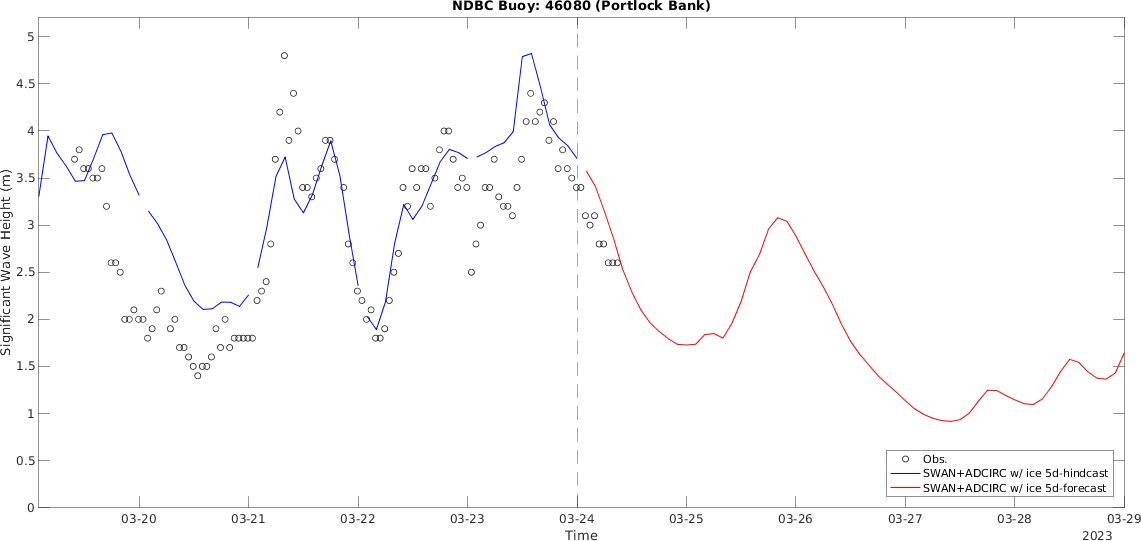 NDBC Buoy: 46080 (Portlock Bank)
5
4.5
4
3.5
3
2.5
2
1.5
1
0.5
0
Significant Wave Height (m)
Obs.
SWAN+ADCIRC w/ ice 5d-hindcast
SWAN+ADCIRC w/ ice 5d-forecast
03-20 03-21 03-22 03-23 03-24 03-25 03-26 03-27 03-28 03-29
Time
2023